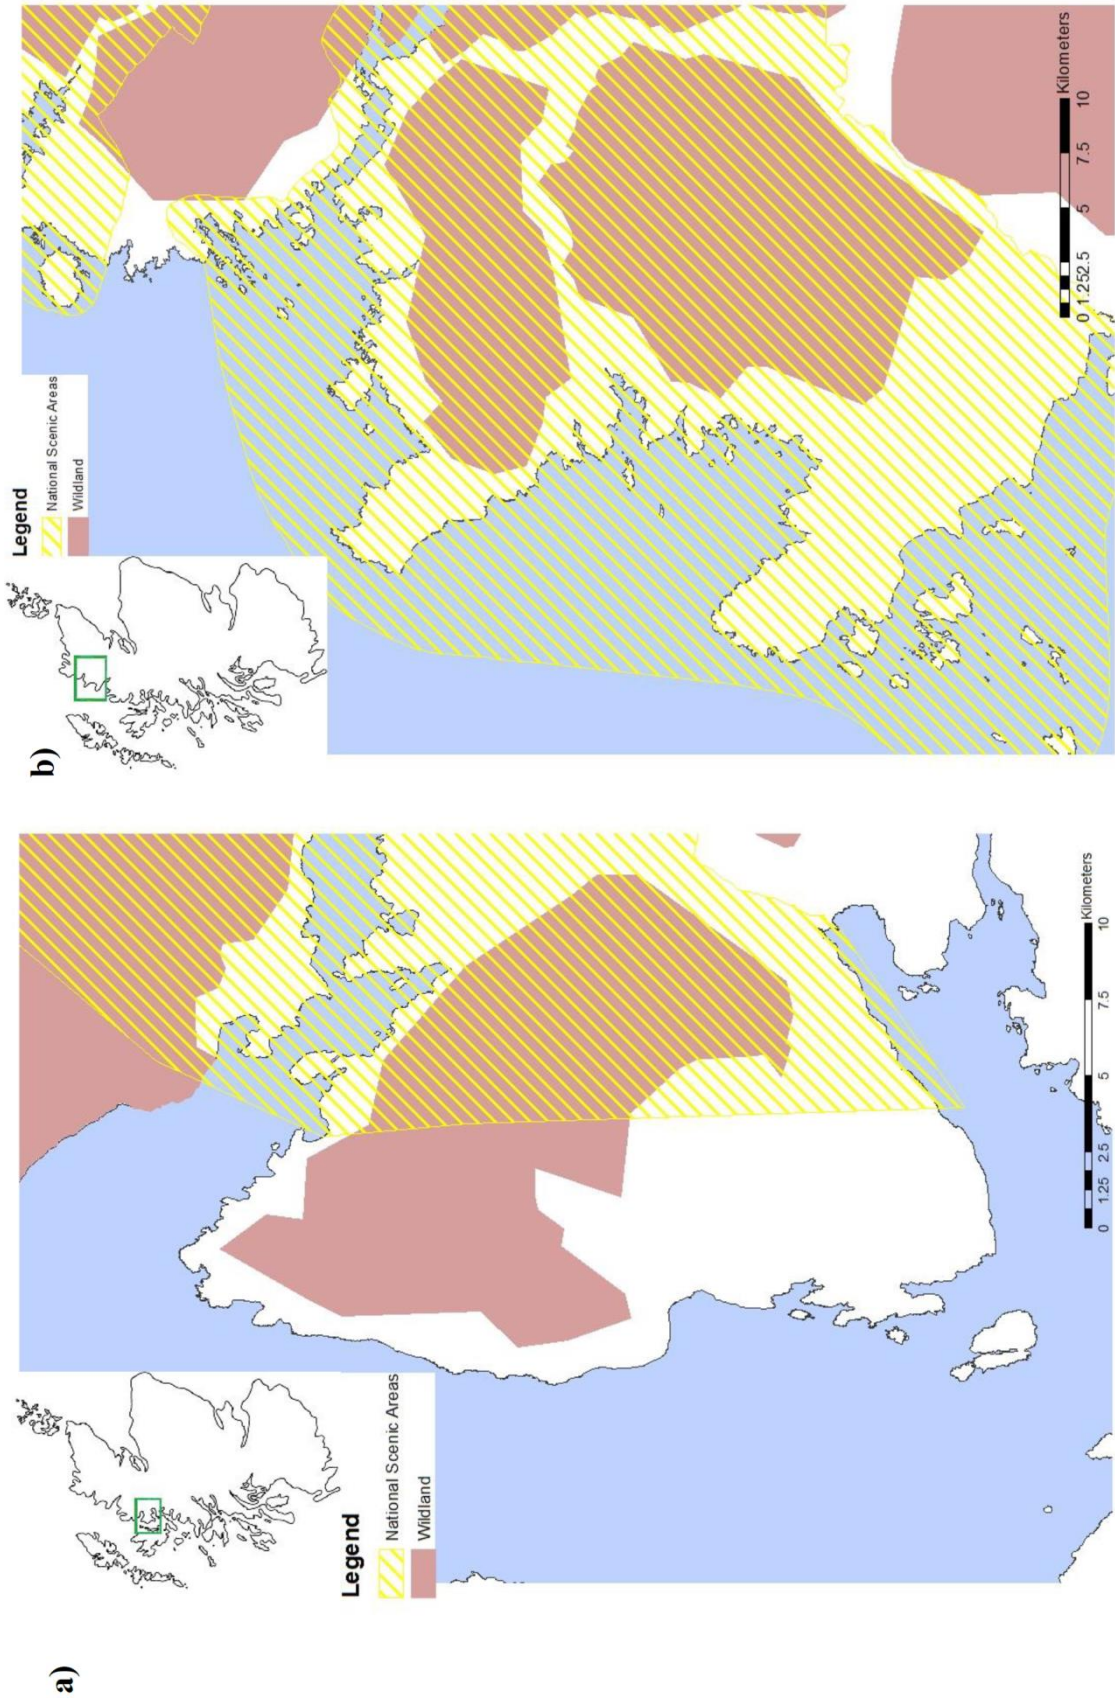 a)
Legend
National Scenic Areas
Wildland
Kilometers
0 1.25 2.5 5 7.5 10
b)
Legend
National Scenic Areas
Wildland
Kilometers
0 1.252.5 5 7.5 10